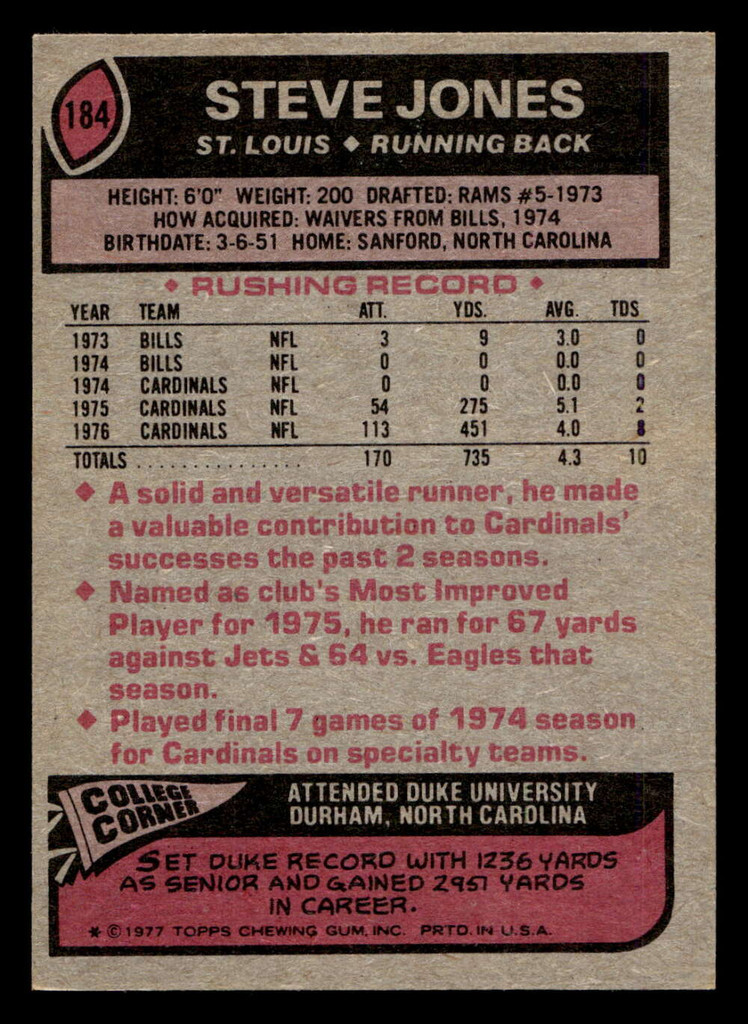 184
STEVE JONES
ST. LOUIS ◆ RUNNING BACK
HEIGHT: 6'0" WEIGHT: 200 DRAFTED: RAMS #5-1973
HOW ACQUIRED: WAIVERS FROM BILLS, 1974
BIRTHDATE: 3-6-51 HOME: SANFORD, NORTH CAROLINA
◆ RUSHING RECORD ◆
YEAR TEAM ATT. YDS. AVG. TDS
1973 BILLS NFL 3 9 3.0 0
1974 BILLS NFL 0 0 0.0 0
1974 CARDINALS NFL 0 0 0.0 0
1975 CARDINALS NFL 54 275 5.1 2
1976 CARDINALS NFL 113 451 4.0 8
TOTALS ................ 170 735 4.3 10
◆ A solid and versatile runner, he made
a valuable contribution to Cardinals'
successes the past 2 seasons.
◆ Named as club's Most Improved
Player for 1975, he ran for 67 yards
against Jets & 64 vs. Eagles that
season.
◆ Played final 7 games of 1974 season
for Cardinals on specialty teams.
COLLEGE
CORNER
ATTENDED DUKE UNIVERSITY
DURHAM, NORTH CAROLINA
SET DUKE RECORD WITH 1236 YARDS
AS SENIOR AND GAINED 2951 YARDS
IN CAREER.
* ©1977 TOPPS CHEWING GUM, INC. PRTD. IN U.S.A.